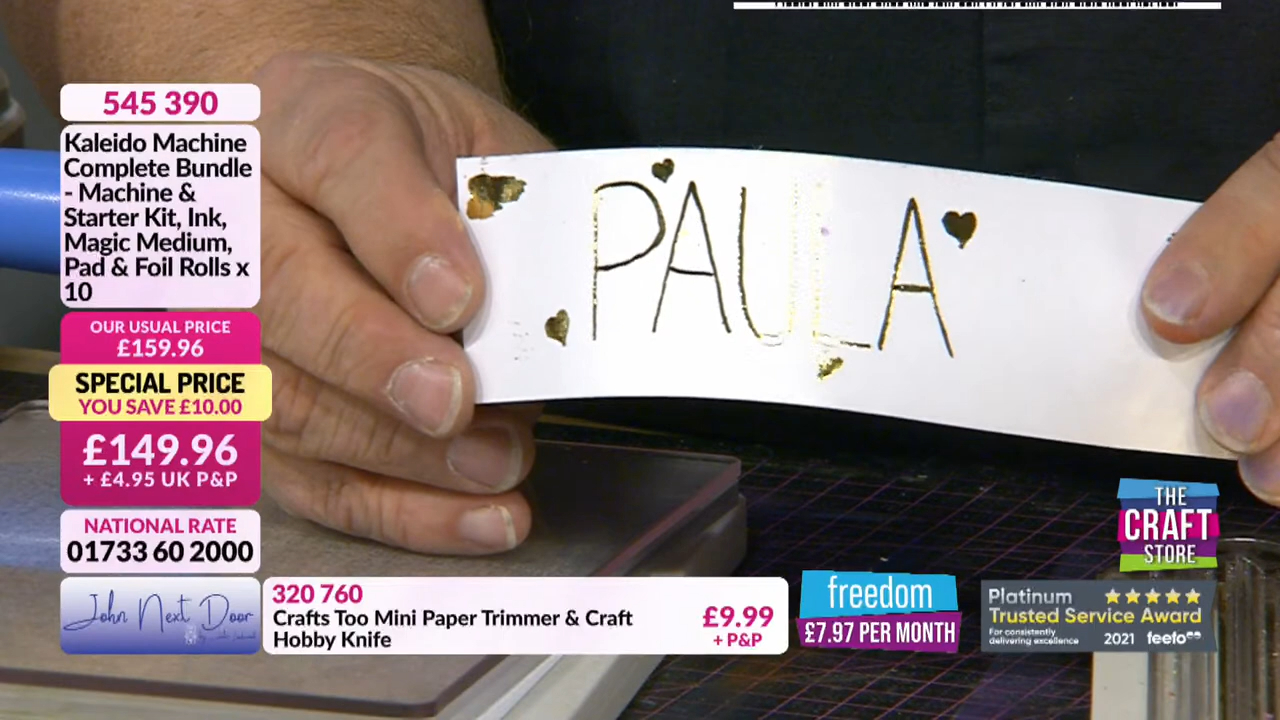 545 390
Kaleido Machine
Complete Bundle
- Machine &
Starter Kit, Ink,
Magic Medium,
Pad & Foil Rolls x
10
OUR USUAL PRICE
£159.96
SPECIAL PRICE
YOU SAVE £10.00
£149.96
+ £4.95 UK P&P
NATIONAL RATE
01733 60 2000
John Next Door
PAULA
320 760
Crafts Too Mini Paper Trimmer & Craft
Hobby Knife
£9.99
+ P&P
freedom
£7.97 PER MONTH
THE
CRAFT
STORE
Platinum
Trusted Service Award
For consistently
delivering excellence
2021 feefo